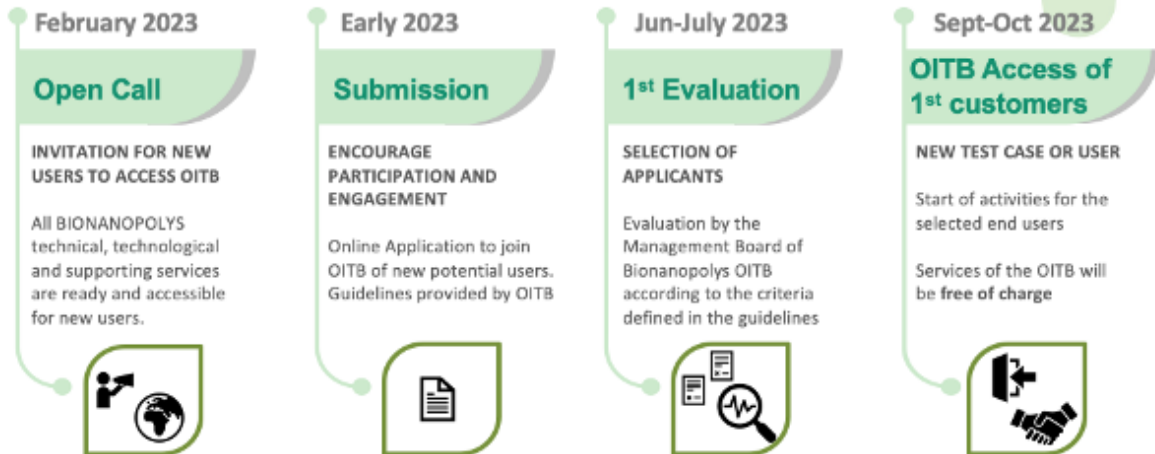 February 2023
Open Call
INVITATION FOR NEW
USERS TO ACCESS OITB
All BIONANOPOLYS
technical, technological
and supporting services
are ready and accessible
for new users.
Early 2023
Submission
ENCOURAGE
PARTICIPATION AND
ENGAGEMENT
Online Application to join
OITB of new potential users.
Guidelines provided by OITB
Jun-July 2023
1st Evaluation
SELECTION OF
APPLICANTS
Evaluation by the
Management Board of
Bionanopolys OITB
according to the criteria
defined in the guidelines
Sept-Oct 2023
OITB Access of
1st customers
NEW TEST CASE OR USER
Start of activities for the
selected end users
Services of the OITB will
be free of charge